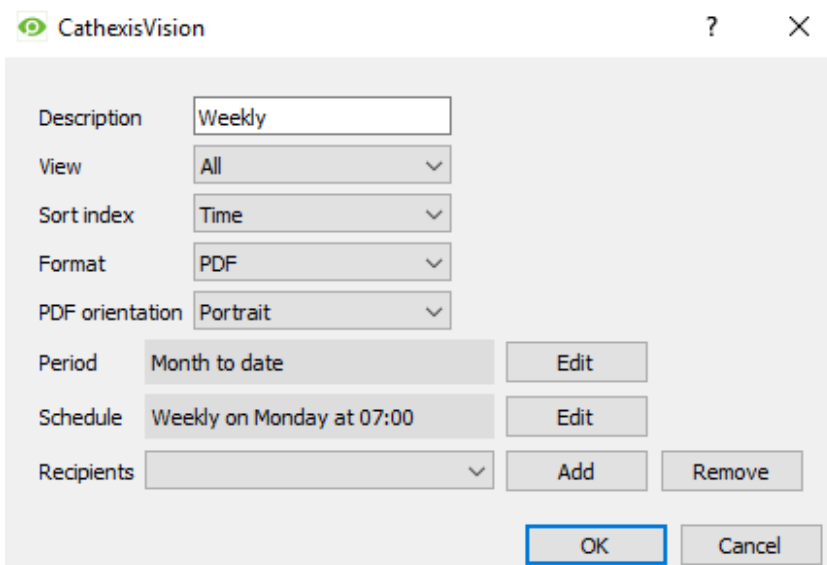 CathexisVision ?
Description Weekly
View All
Sort index Time
Format PDF
PDF orientation Portrait
Period Month to date Edit
Schedule Weekly on Monday at 07:00 Edit
Recipients Add Remove
OK Cancel